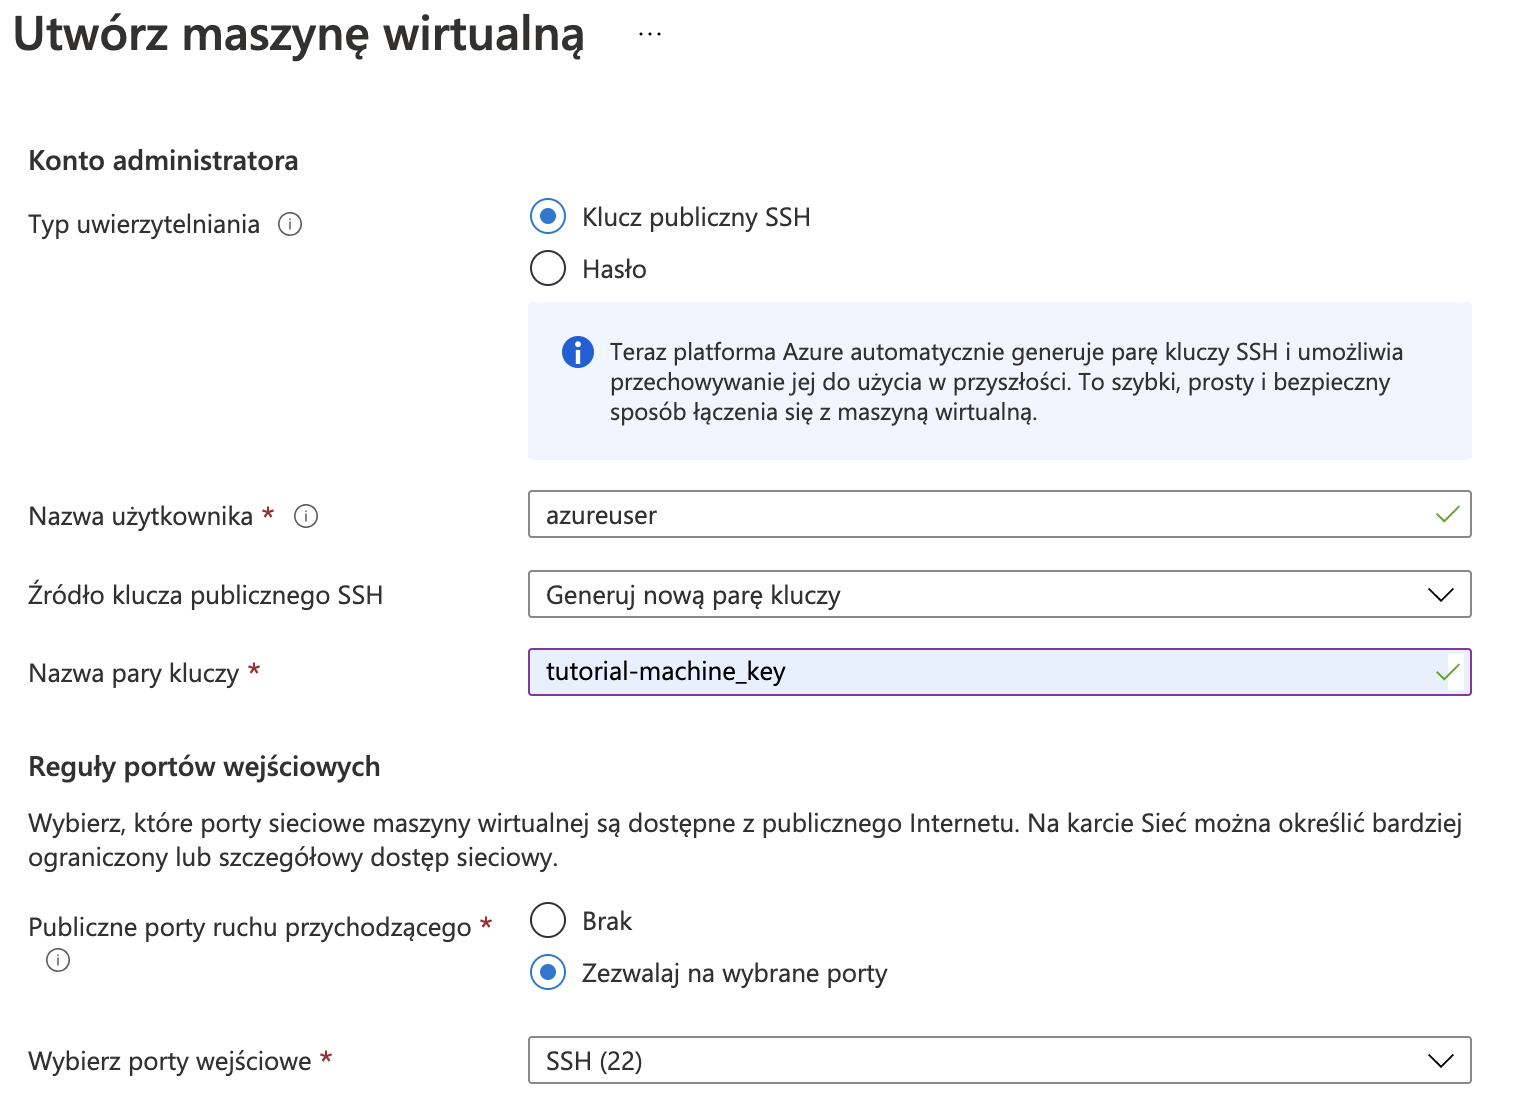 Utwórz maszynę wirtualną ...
Konto administratora
Typ uwierzytelniania
Klucz publiczny SSH
Hasło
Teraz platforma Azure automatycznie generuje parę kluczy SSH i umożliwia
przechowywanie jej do użycia w przyszłości. To szybki, prosty i bezpieczny
sposób łączenia się z maszyną wirtualną.
Nazwa użytkownika *
azureuser
Źródło klucza publicznego SSH
Generuj nową parę kluczy
Nazwa pary kluczy *
tutorial-machine_key
Reguły portów wejściowych
Wybierz, które porty sieciowe maszyny wirtualnej są dostępne z publicznego Internetu. Na karcie Sieć można określić bardziej
ograniczony lub szczegółowy dostęp sieciowy.
Publiczne porty ruchu przychodzącego *
Brak
Zezwalaj na wybrane porty
Wybierz porty wejściowe *
SSH (22)